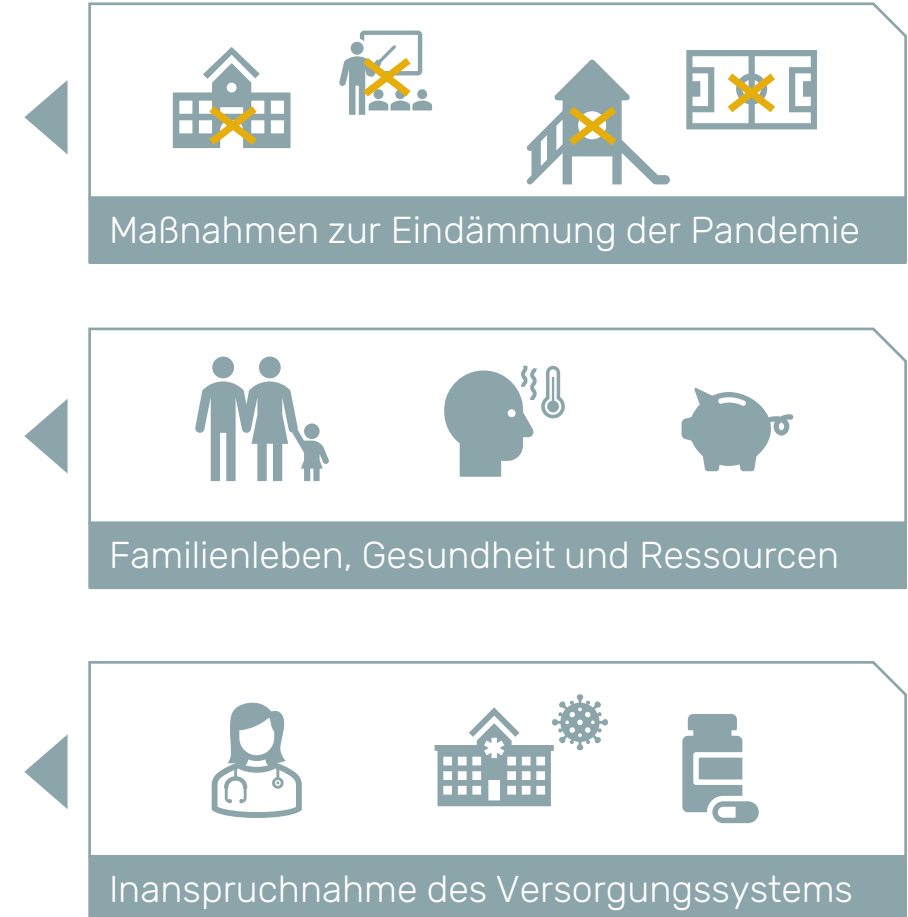 Maßnahmen zur Eindämmung der Pandemie
Familienleben, Gesundheit und Ressourcen
Inanspruchnahme des Versorgungssystems